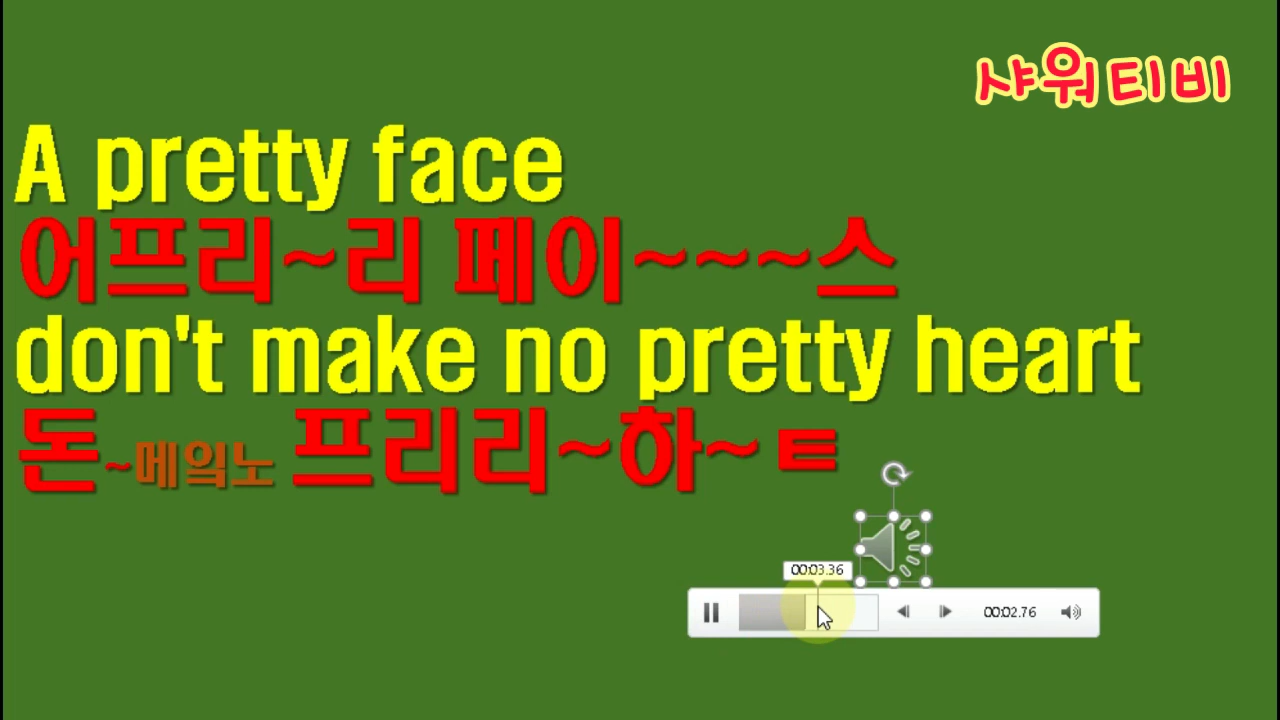 샤워티비
A pretty face
어프리~리 페이~~~스
don't make no pretty heart
돈~메잌노 프리리~하~ㅌ
00:03.36
00:02.76